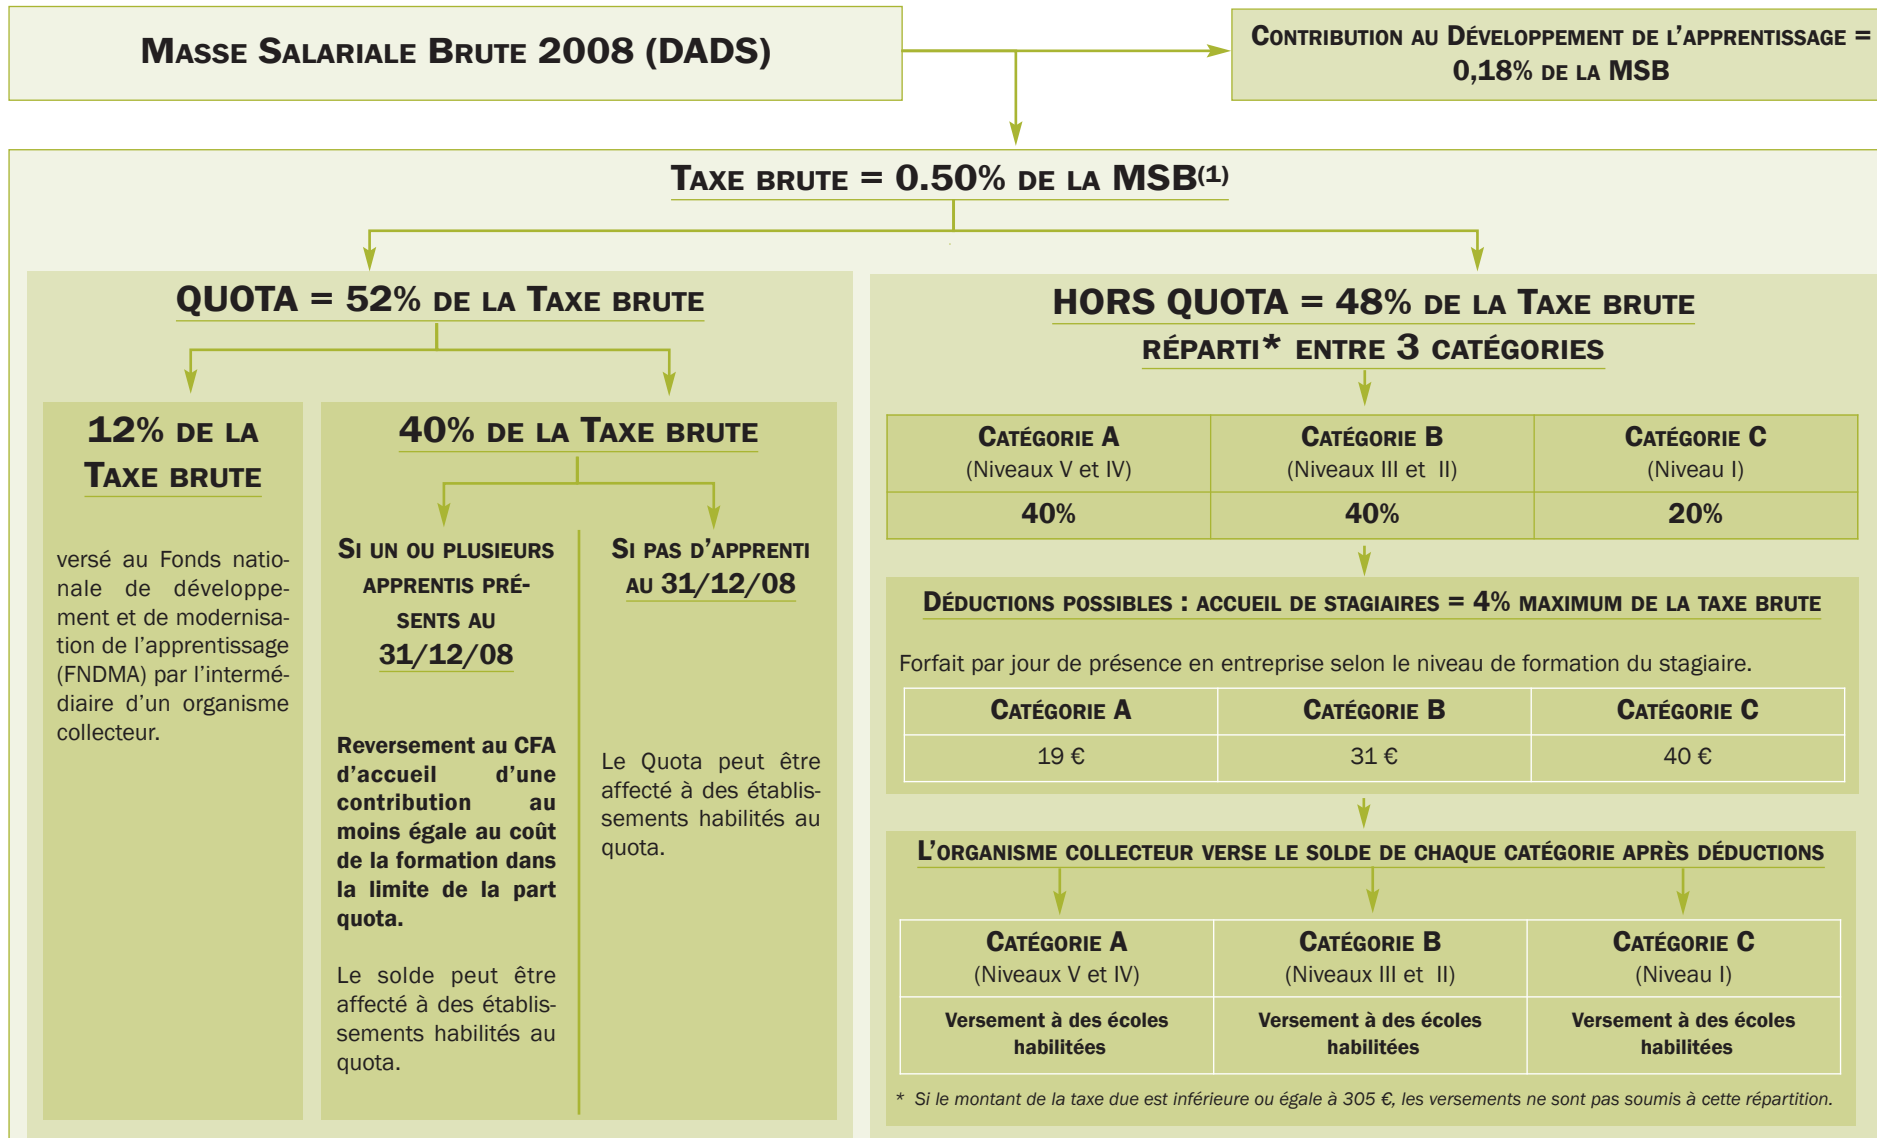 MASSE SALARIALE BRUTE 2008 (DADS)
CONTRIBUTION AU DÉVELOPPEMENT DE L'APPRENTISSAGE =
0,18% DE LA MSB
TAXE BRUTE = 0.50% DE LA MSB(1)
QUOTA = 52% DE LA TAXE BRUTE
12% DE LA
TAXE BRUTE
versé au Fonds natio-
nale de développe-
ment et de modernisa-
tion de l'apprentissage
(FNDMA) par l'intermé-
diaire d'un organisme
collecteur.
40% DE LA TAXE BRUTE
SI UN OU PLUSIEURS
APPRENTIS PRÉ-
SENTS AU
31/12/08
Reversement au CFA
d'accueil d'une
contribution au
moins égale au coût
de la formation dans
la limite de la part
quota.
Le solde peut être
affecté à des établis-
sements habilités au
quota.
SI PAS D'APPRENTI
AU 31/12/08
Le Quota peut être
affecté à des établis-
sements habilités au
quota.
HORS QUOTA = 48% DE LA TAXE BRUTE
RÉPARTI* ENTRE 3 CATÉGORIES
CATÉGORIE A CATÉGORIE B CATÉGORIE C
(Niveaux V et IV) (Niveaux III et II) (Niveau I)
40% 40% 20%
DÉDUCTIONS POSSIBLES : ACCUEIL DE STAGIAIRES = 4% MAXIMUM DE LA TAXE BRUTE
Forfait par jour de présence en entreprise selon le niveau de formation du stagiaire.
CATÉGORIE A CATÉGORIE B CATÉGORIE C
19 € 31 € 40 €
L'ORGANISME COLLECTEUR VERSE LE SOLDE DE CHAQUE CATÉGORIE APRÈS DÉDUCTIONS
CATÉGORIE A CATÉGORIE B CATÉGORIE C
(Niveaux V et IV) (Niveaux III et II) (Niveau I)
Versement à des écoles Versement à des écoles Versement à des écoles
habilitées habilitées habilitées
* Si le montant de la taxe due est inférieure ou égale à 305 €, les versements ne sont pas soumis à cette répartition.